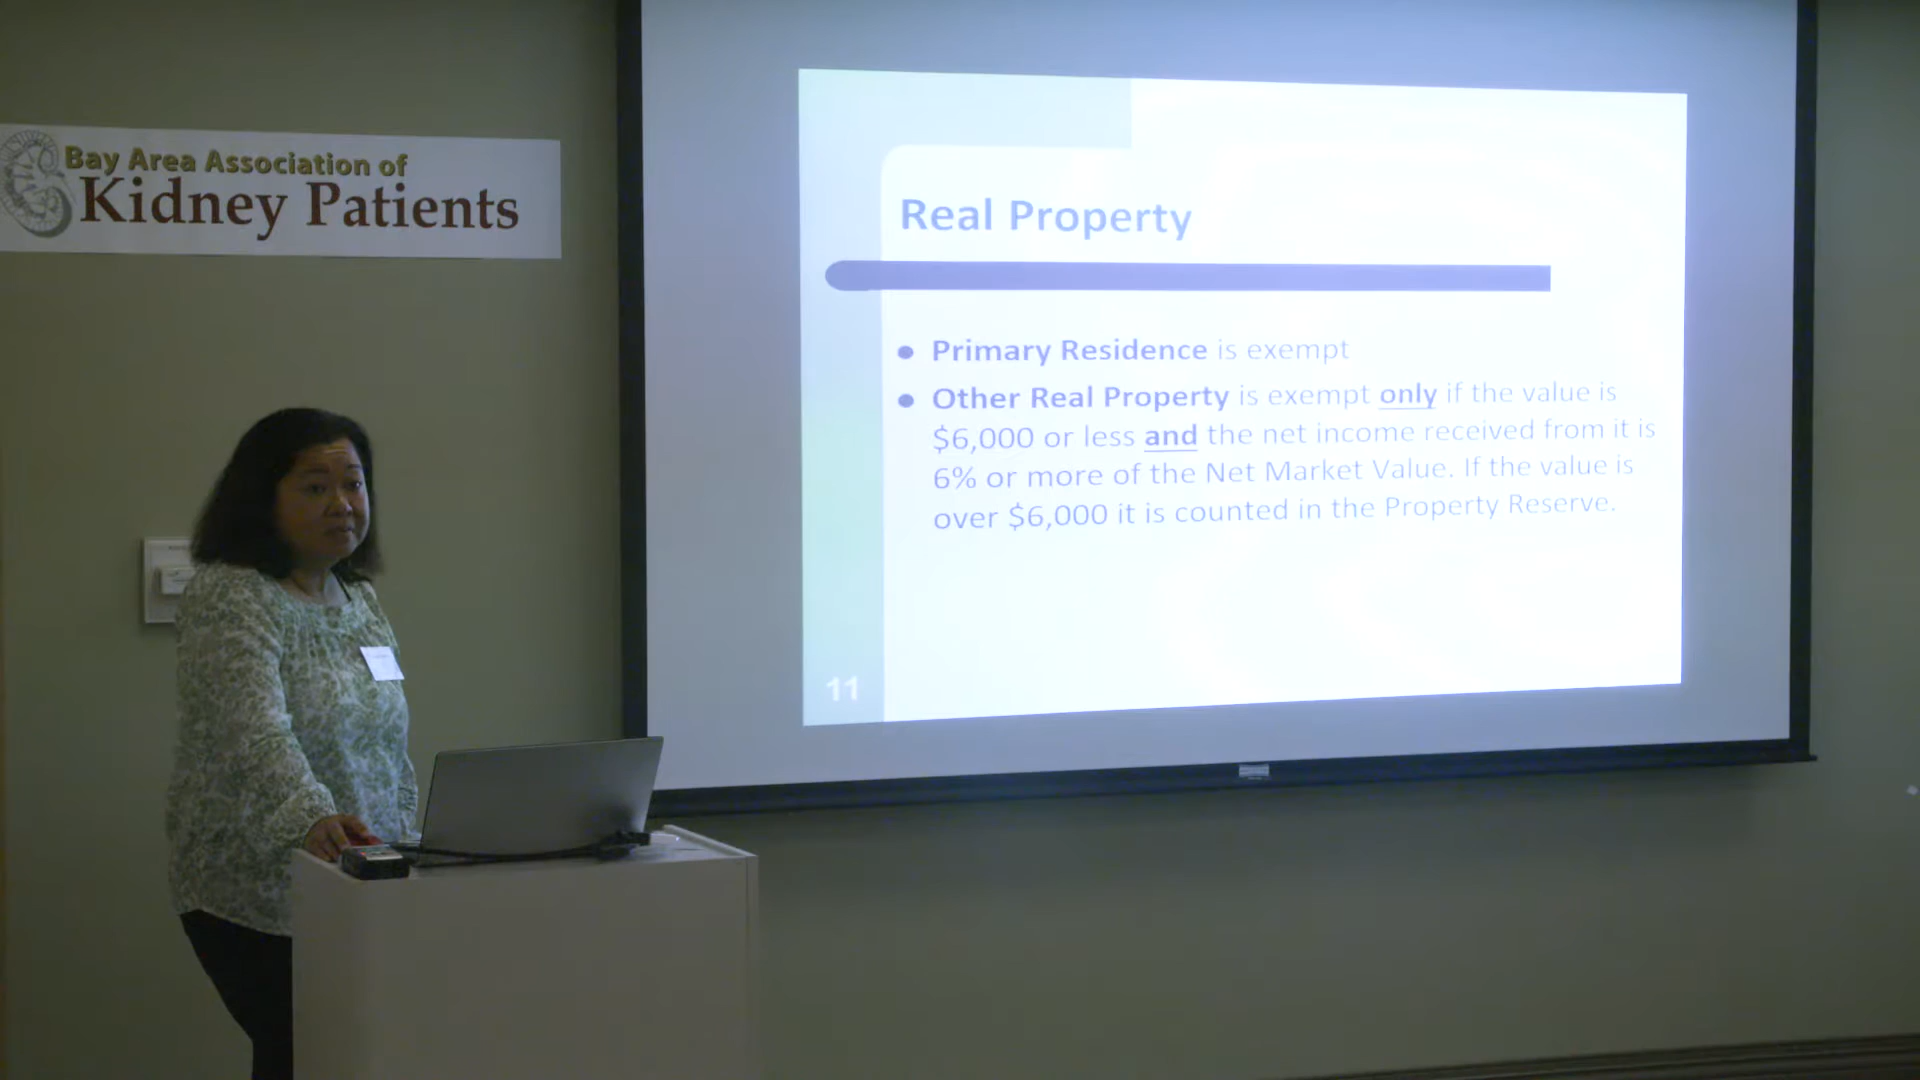 Bay Area Association of
Kidney Patients
Real Property
Primary Residence is exempt
Other Real Property is exempt only if the value is
$6,000 or less and the net income received from it is
6% or more of the Net Market Value. If the value is
over $6,000 it is counted in the Property Reserve.
11